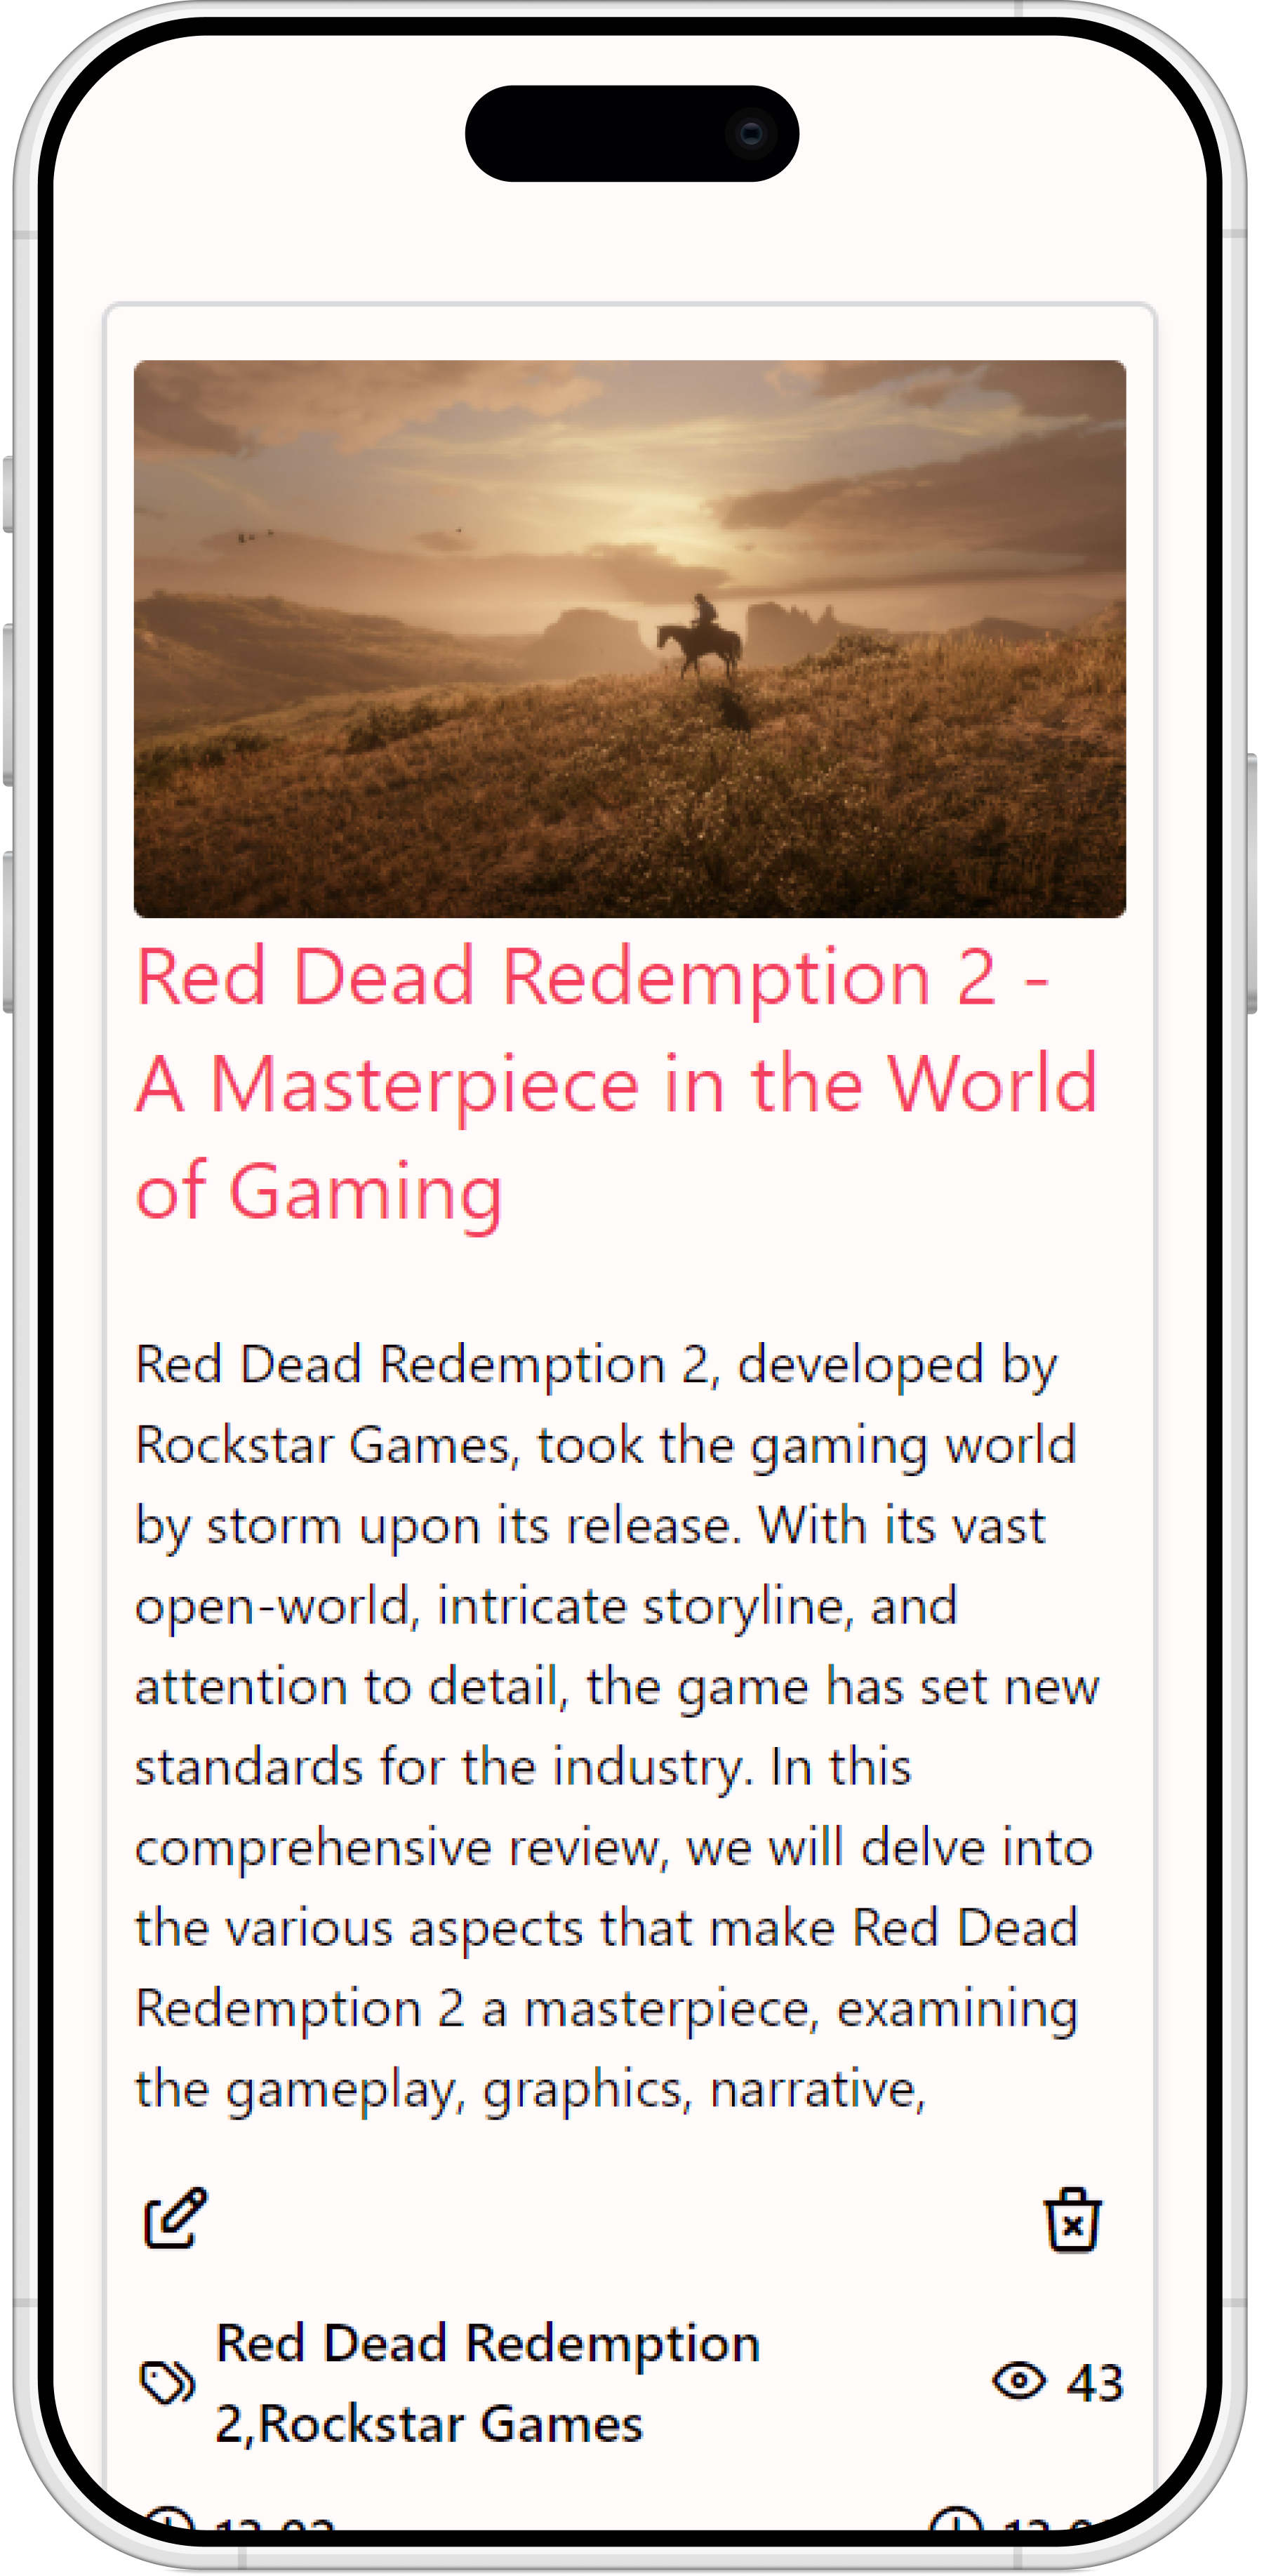 Red Dead Redemption 2 -
A Masterpiece in the World
of Gaming
Red Dead Redemption 2, developed by
Rockstar Games, took the gaming world
by storm upon its release. With its vast
open-world, intricate storyline, and
attention to detail, the game has set new
standards for the industry. In this
comprehensive review, we will delve into
the various aspects that make Red Dead
Redemption 2 a masterpiece, examining
the gameplay, graphics, narrative,
Red Dead Redemption
2,Rockstar Games
43